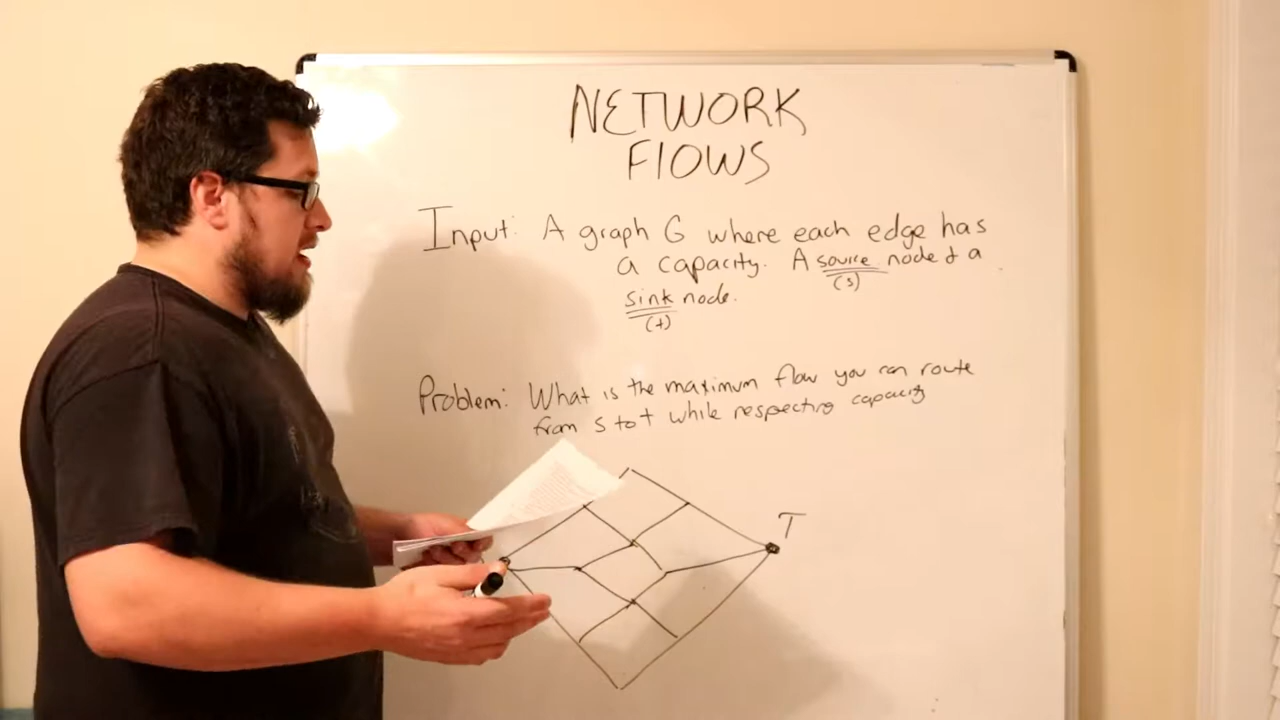 NETWORK
FLOWS
Input: A graph G where each edge has
a capacity. A source node & a
(s)
sink node.
(t)
Problem: What is the maximum flow you can route
from s to t while respecting capacity
T